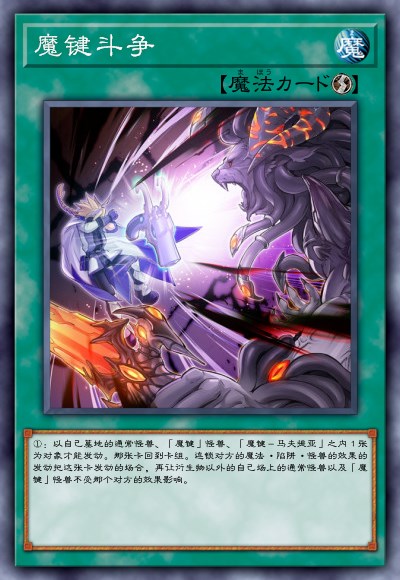 魔键斗争
魔
【魔法カード】
まほう
①：以自己墓地的通常怪兽、「魔键」怪兽、「魔键－马夫提亚」之内１张
为对象才能发动。那张卡回到卡组。连锁对方的魔法·陷阱·怪兽的效果的
发动把这张卡发动的场合，再让衍生物以外的自己场上的通常怪兽以及「魔
键」怪兽不受那个对方的效果影响。